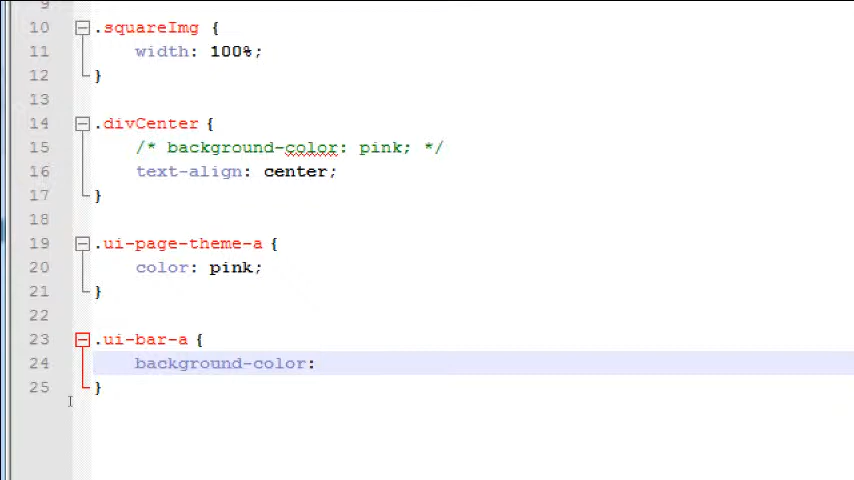 9
10 .squareImg {
11 width: 100%;
12 }
13
14 .divCenter {
15 /* background-color: pink; */
16 text-align: center;
17 }
18
19 .ui-page-theme-a {
20 color: pink;
21 }
22
23 .ui-bar-a {
24 background-color:
25 }